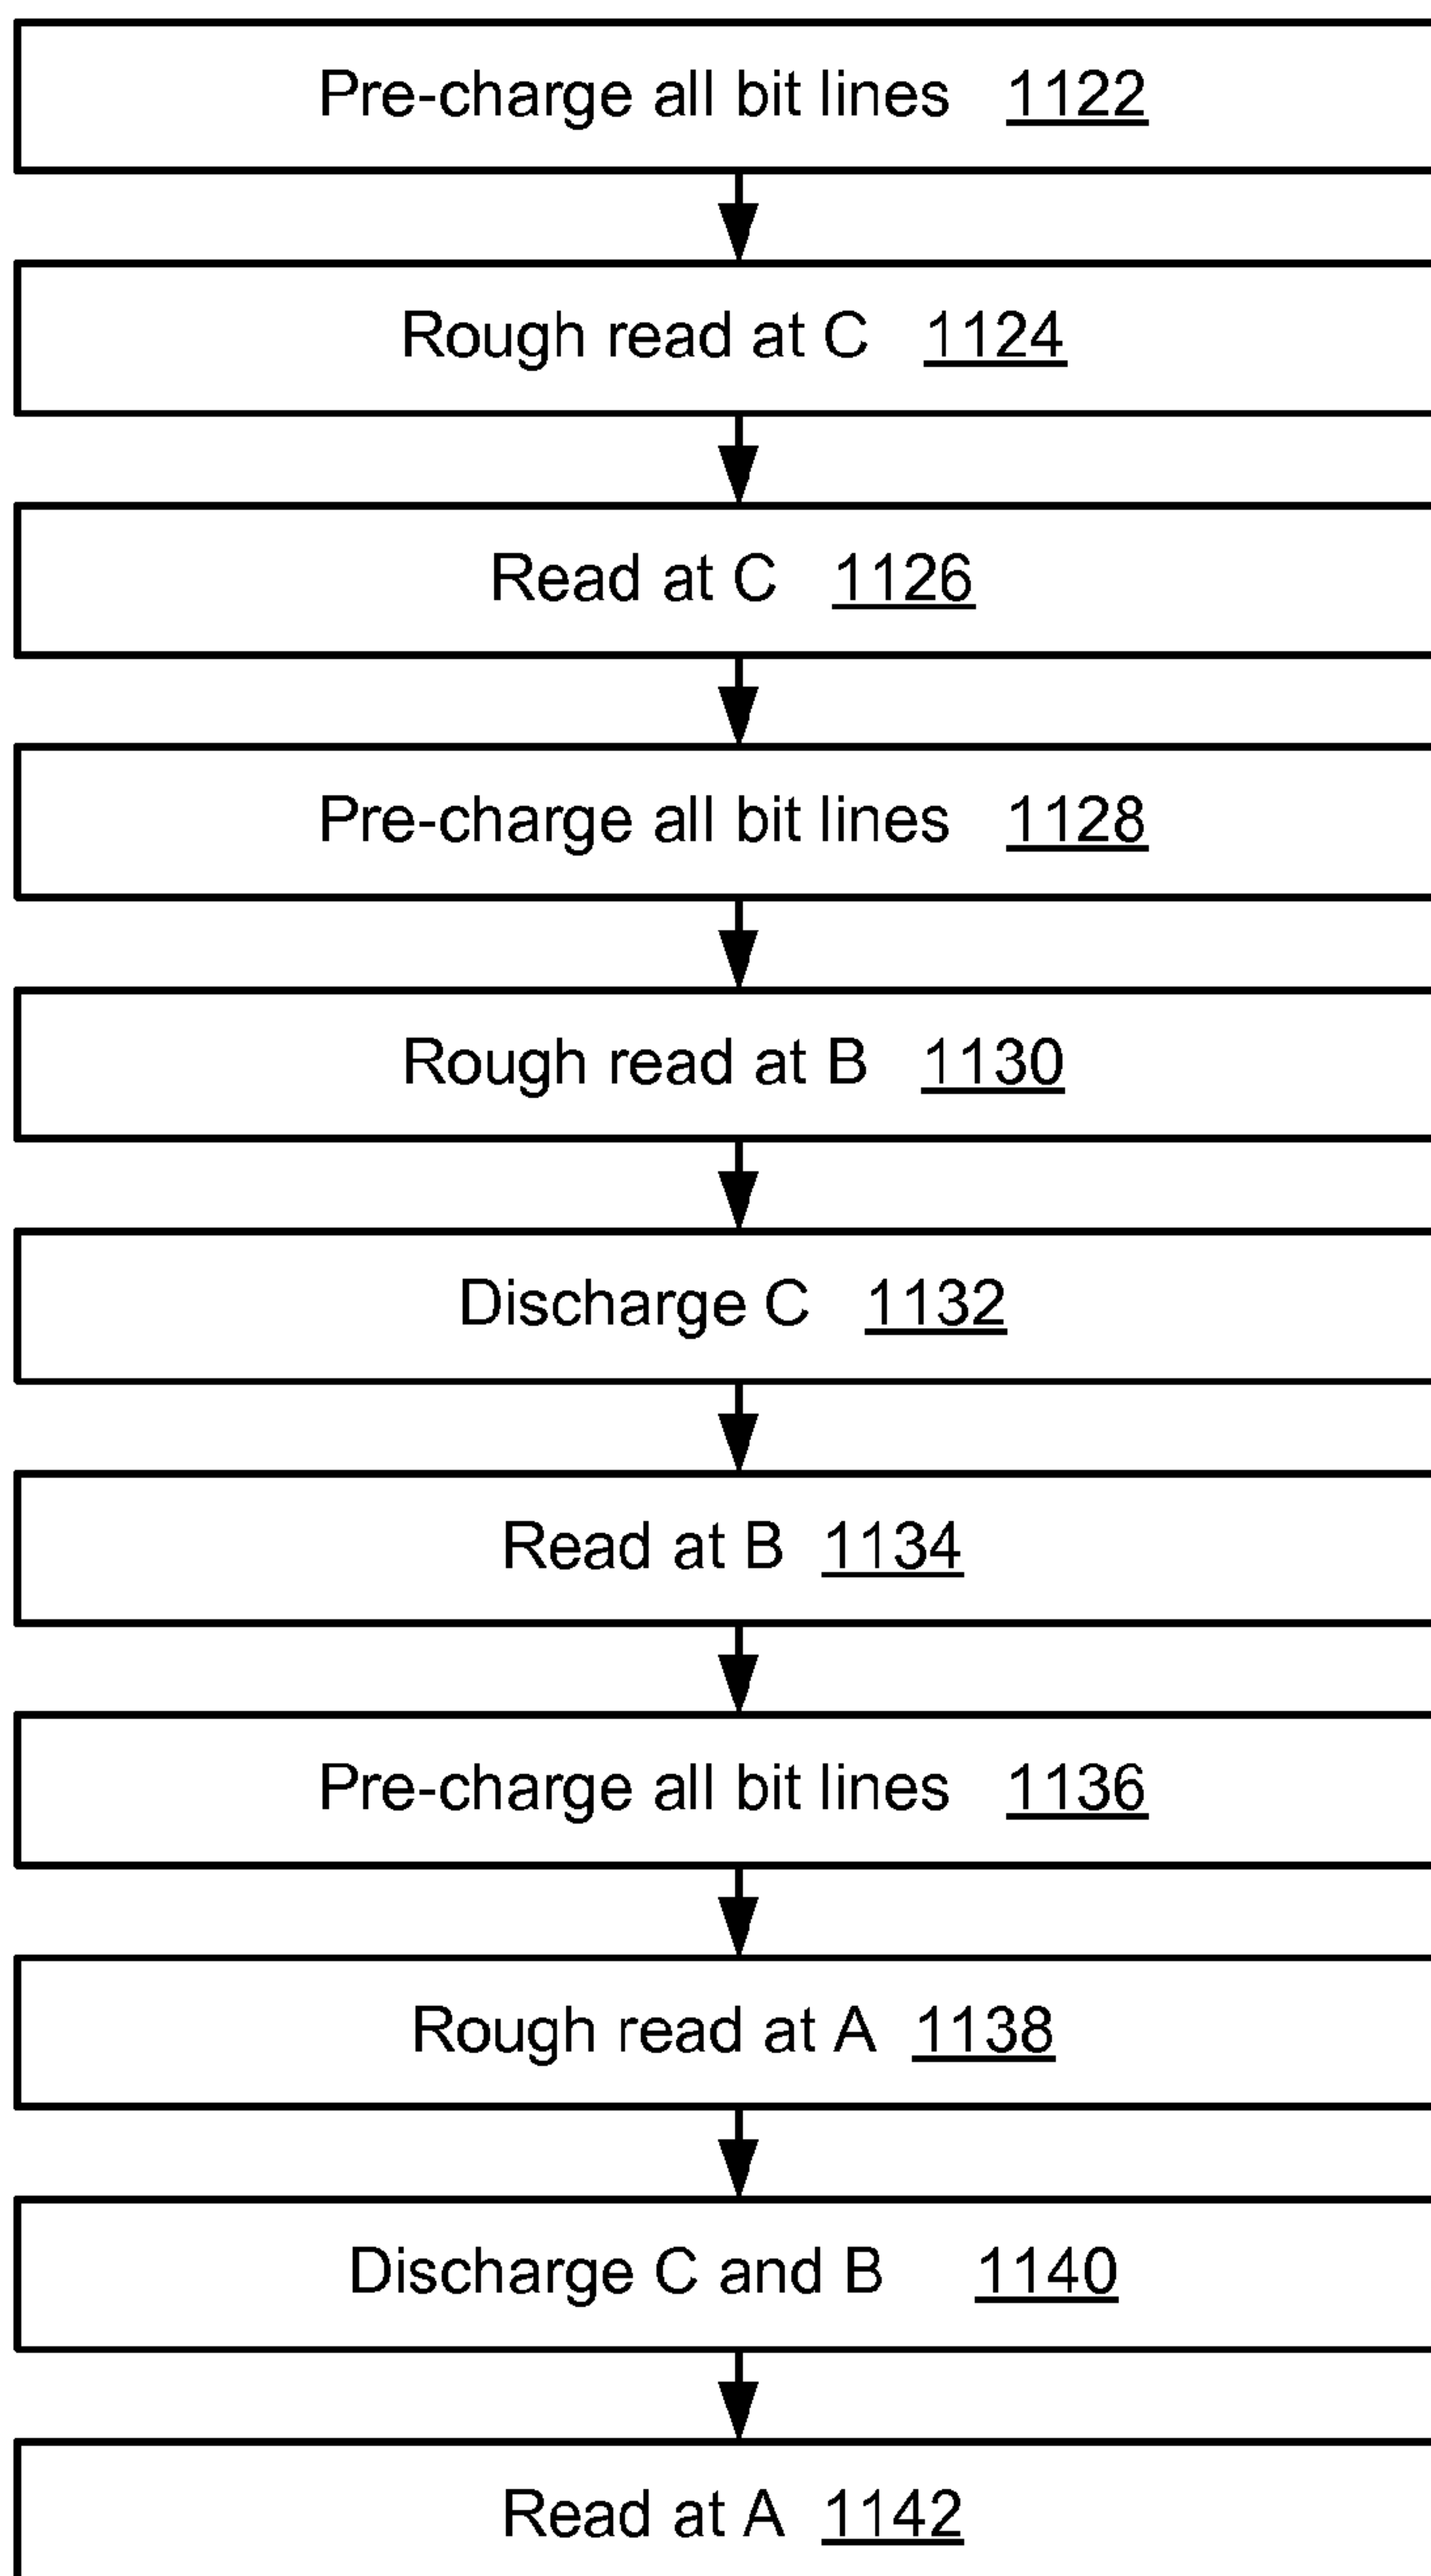 Pre-charge all bit lines 1122
Rough read at C 1124
Read at C 1126
Pre-charge all bit lines 1128
Rough read at B 1130
Discharge C 1132
Read at B 1134
Pre-charge all bit lines 1136
Rough read at A 1138
Discharge C and B 1140
Read at A 1142